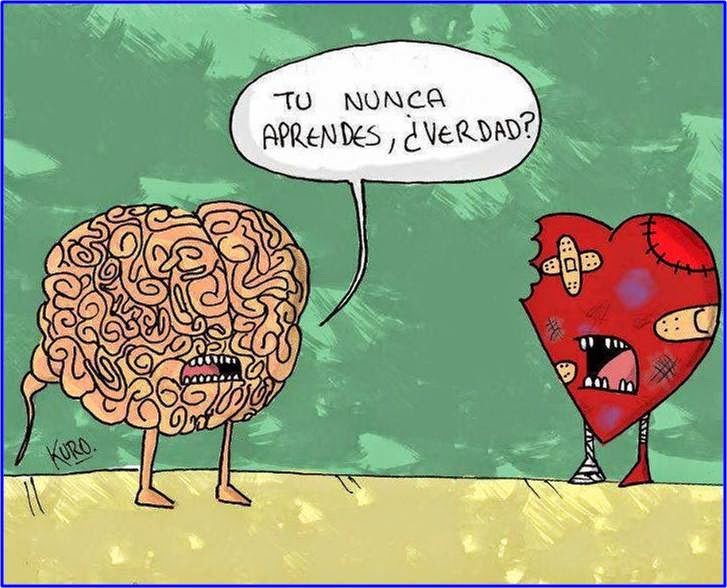 TU NUNCA
APRENDES, ¿VERDAD?
KURO.